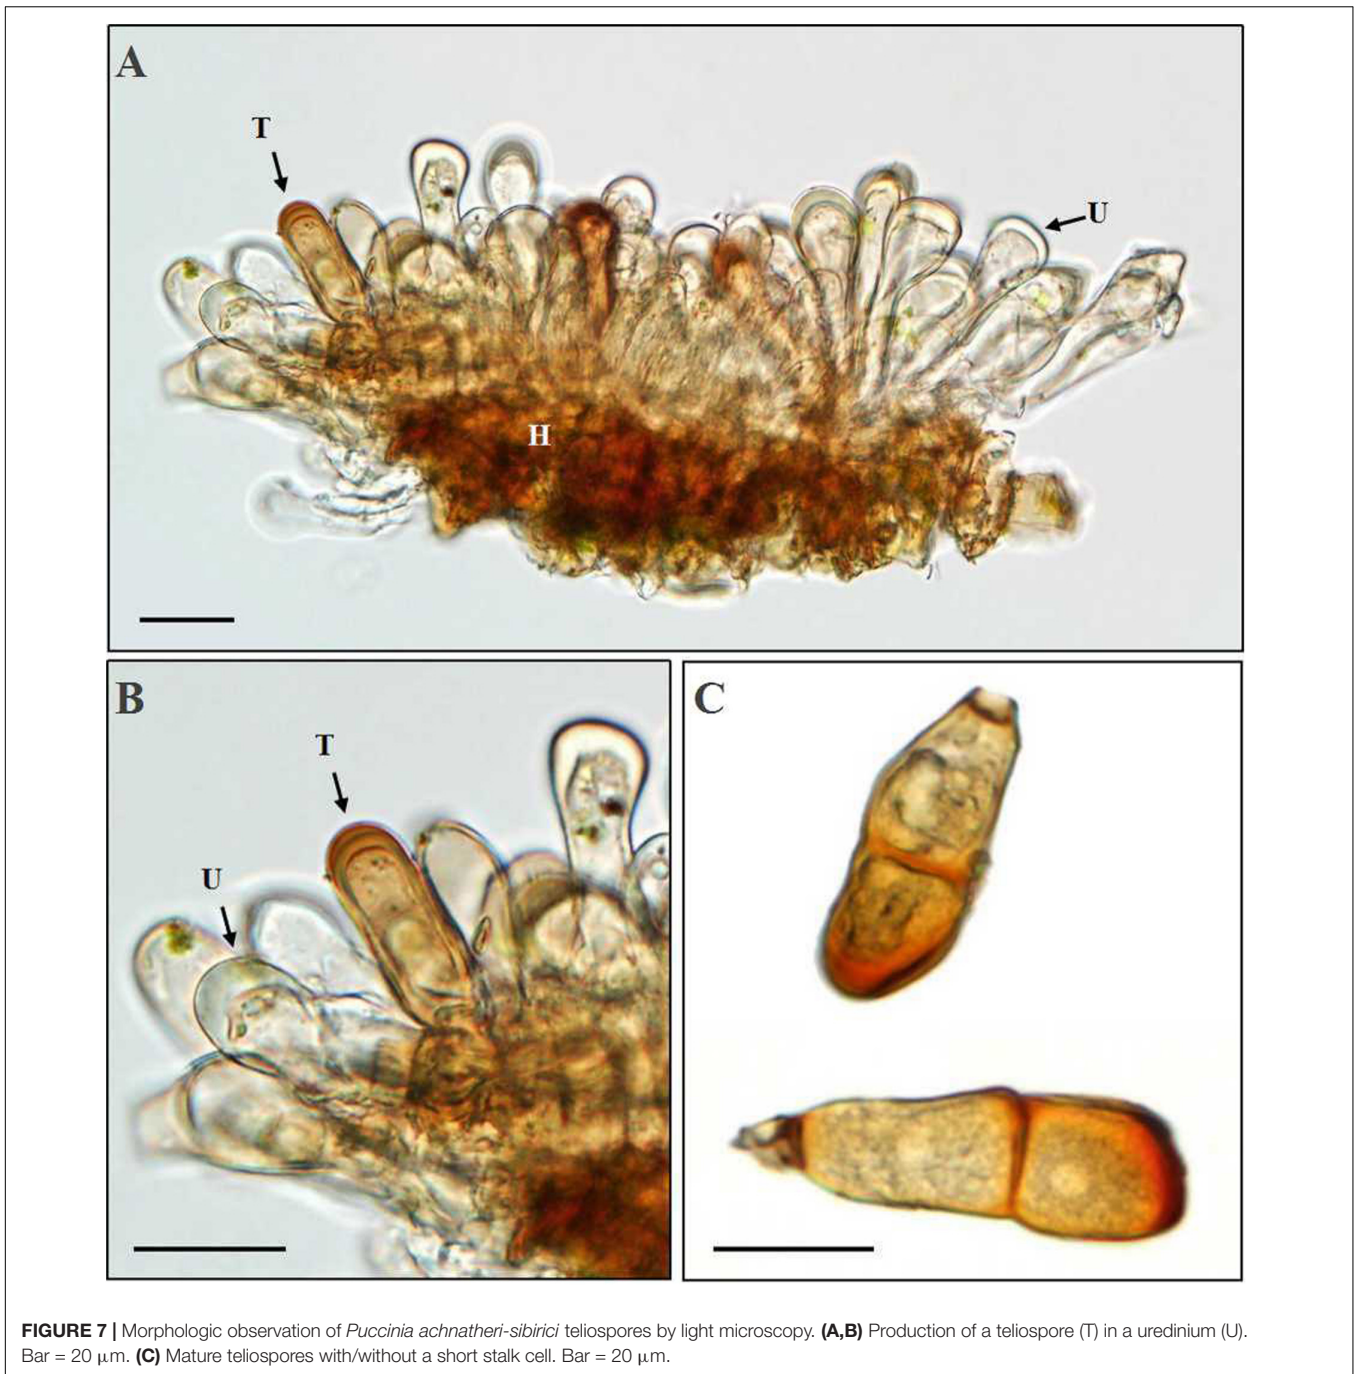 A
T
U
H
B
T
U
C
FIGURE 7 | Morphologic observation of Puccinia achnatheri-sibirici teliospores by light microscopy. (A,B) Production of a teliospore (T) in a uredinium (U).
Bar = 20 μm. (C) Mature teliospores with/without a short stalk cell. Bar = 20 μm.